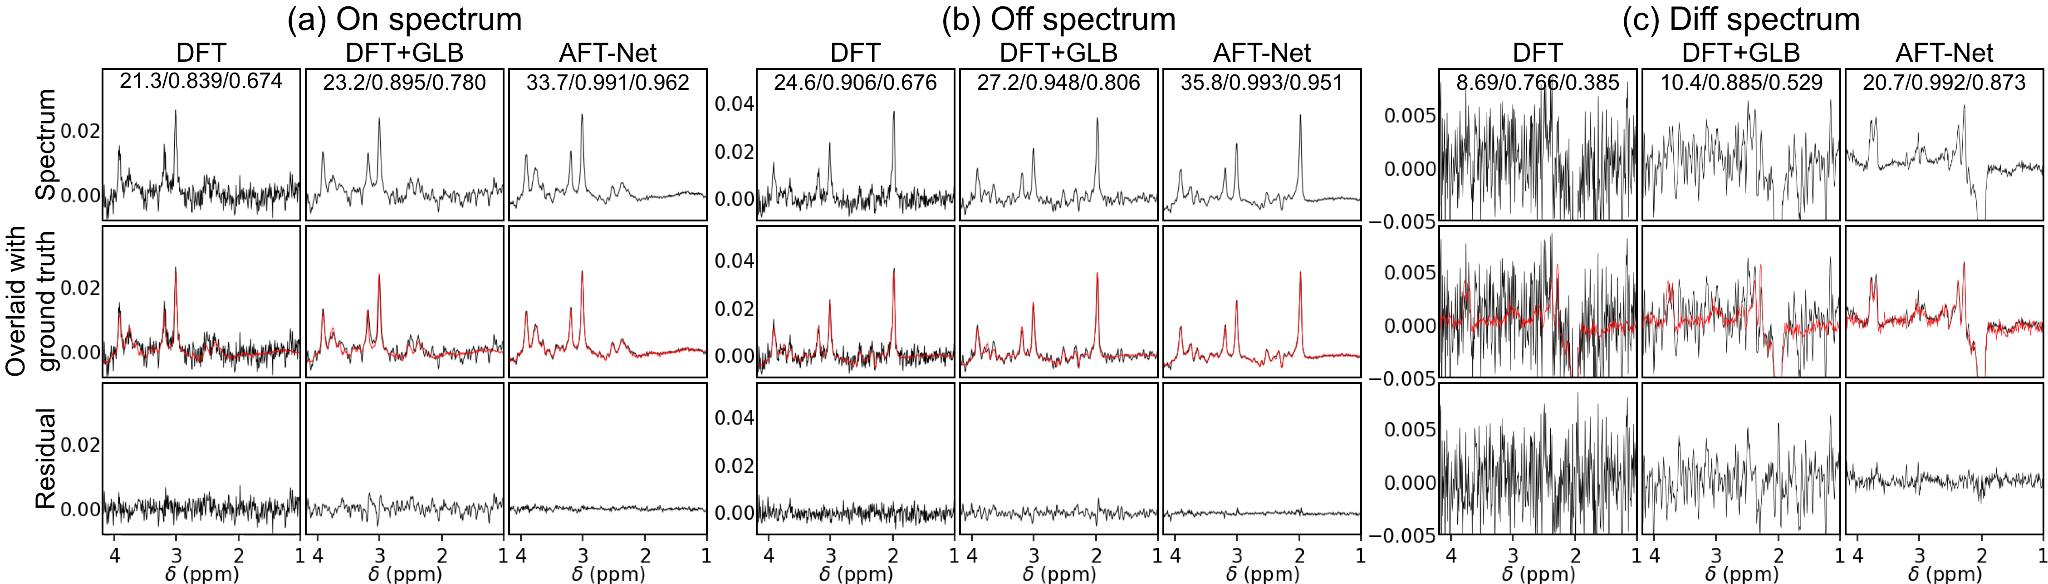 (a) On spectrum
(b) Off spectrum
(c) Diff spectrum
DFT DFT+GLB AFT-Net DFT DFT+GLB AFT-Net DFT DFT+GLB AFT-Net
21.3/0.839/0.674 23.2/0.895/0.780 33.7/0.991/0.962 24.6/0.906/0.676 27.2/0.948/0.806 35.8/0.993/0.951 8.69/0.766/0.385 10.4/0.885/0.529 20.7/0.992/0.873
Spectrum
0.02
0.00
0.04
0.02
0.00
0.005
0.000
−0.005
Overlaid with
ground truth
0.02
0.00
0.04
0.02
0.00
0.005
0.000
−0.005
Residual
0.02
0.00
0.04
0.02
0.00
0.005
0.000
−0.005
4 3 2 1 4 3 2 1 4 3 2 1 4 3 2 1 4 3 2 1 4 3 2 1 4 3 2 1 4 3 2 1 4 3 2 1
δ (ppm) δ (ppm) δ (ppm) δ (ppm) δ (ppm) δ (ppm) δ (ppm) δ (ppm) δ (ppm)